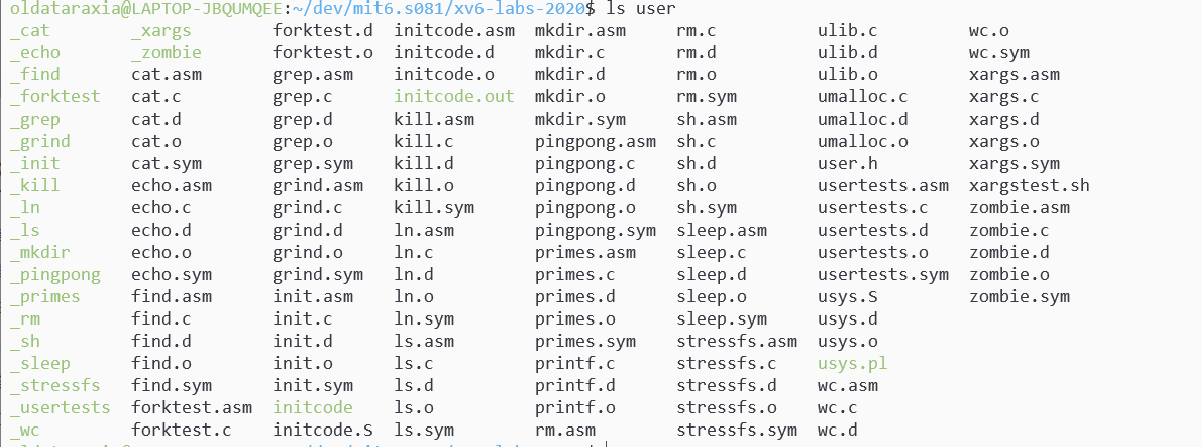 oldataraxia@LAPTOP-JBQUMQEE:~/dev/mit6.s081/xv6-labs-2020$ ls user
_cat _xargs forktest.d initcode.asm mkdir.asm rm.c ulib.c wc.o
_echo _zombie forktest.o initcode.d mkdir.c rm.d ulib.d wc.sym
_find cat.asm grep.asm initcode.o mkdir.d rm.o ulib.o xargs.asm
_forktest cat.c grep.c initcode.out mkdir.o rm.sym umalloc.c xargs.c
_grep cat.d grep.d kill.asm mkdir.sym sh.asm umalloc.d xargs.d
_grind cat.o grep.o kill.c pingpong.asm sh.c umalloc.o xargs.o
_init cat.sym grep.sym kill.d pingpong.c sh.d user.h xargs.sym
_kill echo.asm grind.asm kill.o pingpong.d sh.o usertests.asm xargstest.sh
_ln echo.c grind.c kill.sym pingpong.o sh.sym usertests.c zombie.asm
_ls echo.d grind.d ln.asm pingpong.sym sleep.asm usertests.d zombie.c
_mkdir echo.o grind.o ln.c primes.asm sleep.c usertests.o zombie.d
_pingpong echo.sym grind.sym ln.d primes.c sleep.d usertests.sym zombie.o
_primes find.asm init.asm ln.o primes.d sleep.o usys.S zombie.sym
_rm find.c init.c ln.sym primes.o sleep.sym usys.d
_sh find.d init.d ls.asm primes.sym stressfs.asm usys.o
_sleep find.o init.o ls.c printf.c stressfs.c usys.pl
_stressfs find.sym init.sym ls.d printf.d stressfs.d wc.asm
_usertests forktest.asm initcode ls.o printf.o stressfs.o wc.c
_wc forktest.c initcode.S ls.sym rm.asm stressfs.sym wc.d